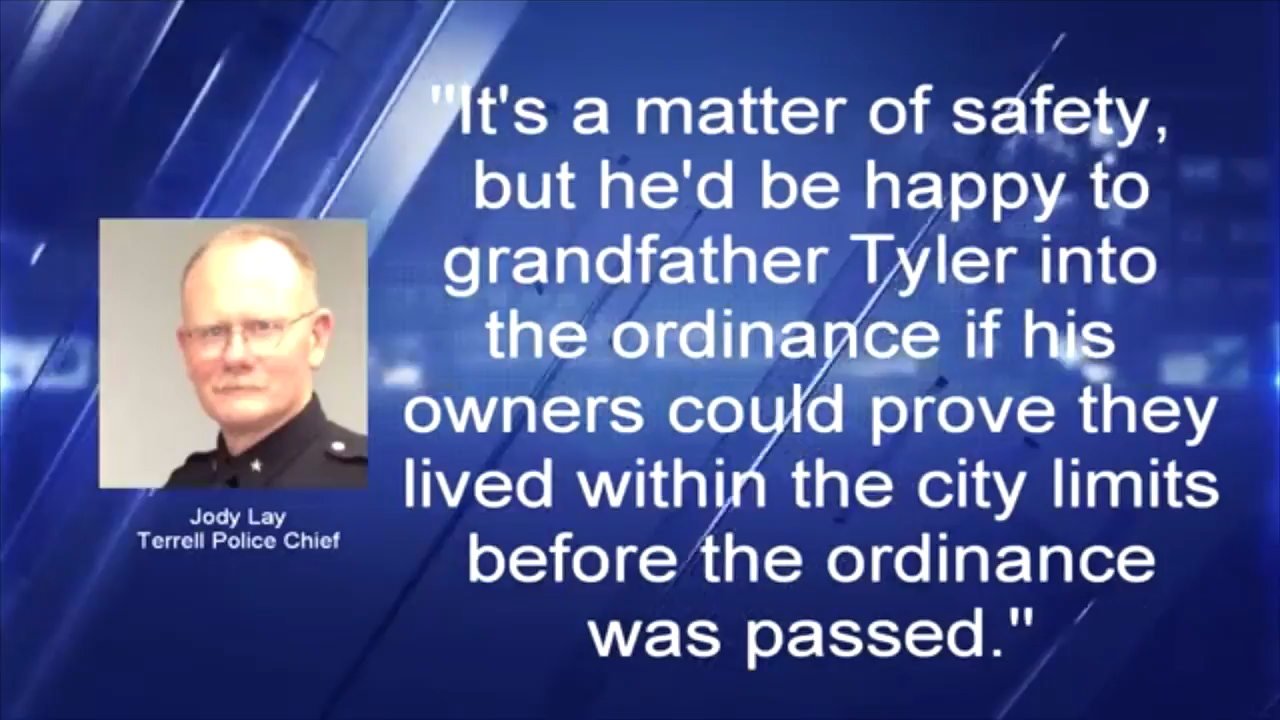 "It's a matter of safety,
but he'd be happy to
grandfather Tyler into
the ordinance if his
owners could prove they
lived within the city limits
before the ordinance
was passed."
Jody Lay
Terrell Police Chief